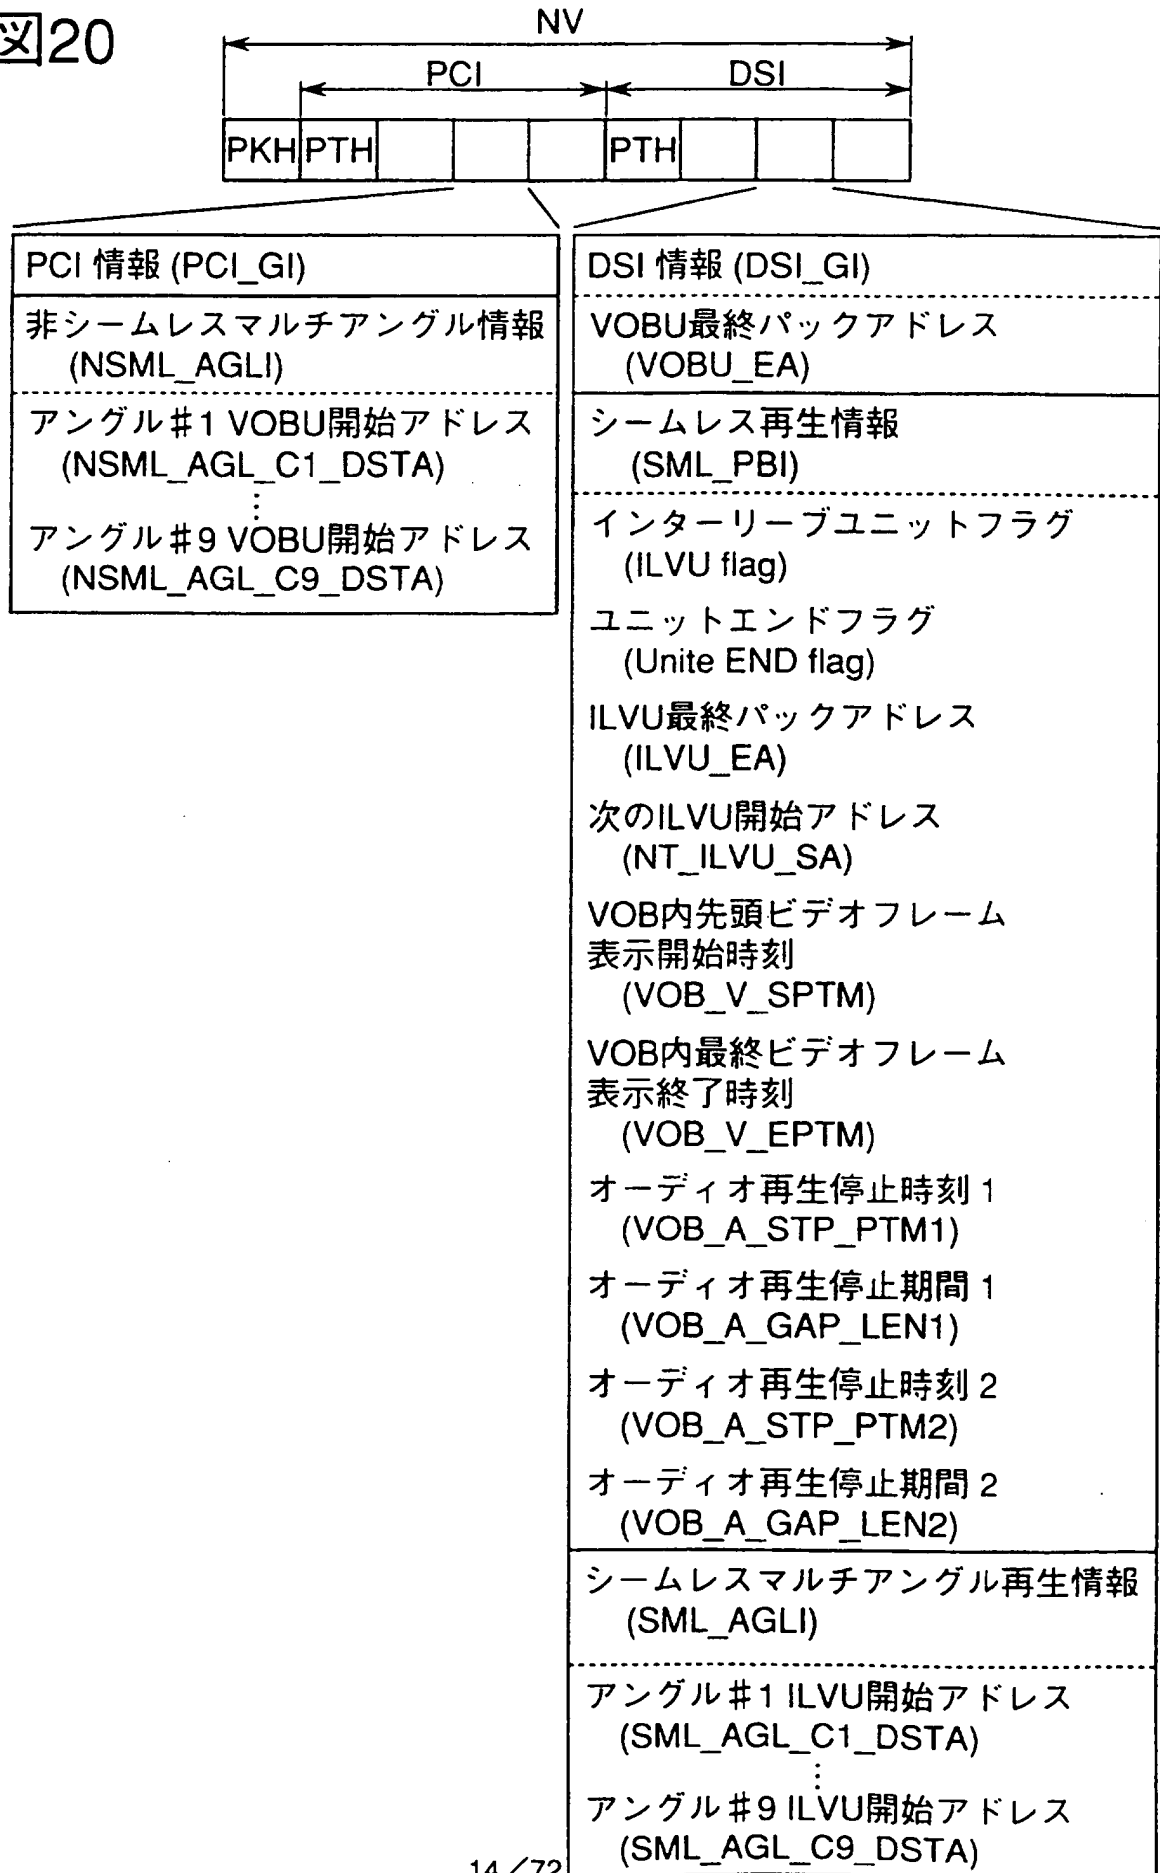 図20
NV
PCI
DSI
PKH
PTH
PTH
PCI 情報 (PCI_GI)
非シームレスマルチアングル情報
(NSML_AGLI)
アングル#1 VOBU開始アドレス
(NSML_AGL_C1_DSTA)
⋮
アングル#9 VOBU開始アドレス
(NSML_AGL_C9_DSTA)
DSI 情報 (DSI_GI)
VOBU最終パックアドレス
(VOBU_EA)
シームレス再生情報
(SML_PBI)
インターリーブユニットフラグ
(ILVU flag)
ユニットエンドフラグ
(Unite END flag)
ILVU最終パックアドレス
(ILVU_EA)
次のILVU開始アドレス
(NT_ILVU_SA)
VOB内先頭ビデオフレーム
表示開始時刻
(VOB_V_SPTM)
VOB内最終ビデオフレーム
表示終了時刻
(VOB_V_EPTM)
オーディオ再生停止時刻 1
(VOB_A_STP_PTM1)
オーディオ再生停止期間 1
(VOB_A_GAP_LEN1)
オーディオ再生停止時刻 2
(VOB_A_STP_PTM2)
オーディオ再生停止期間 2
(VOB_A_GAP_LEN2)
シームレスマルチアングル再生情報
(SML_AGLI)
アングル#1 ILVU開始アドレス
(SML_AGL_C1_DSTA)
⋮
アングル#9 ILVU開始アドレス
(SML_AGL_C9_DSTA)
14/72